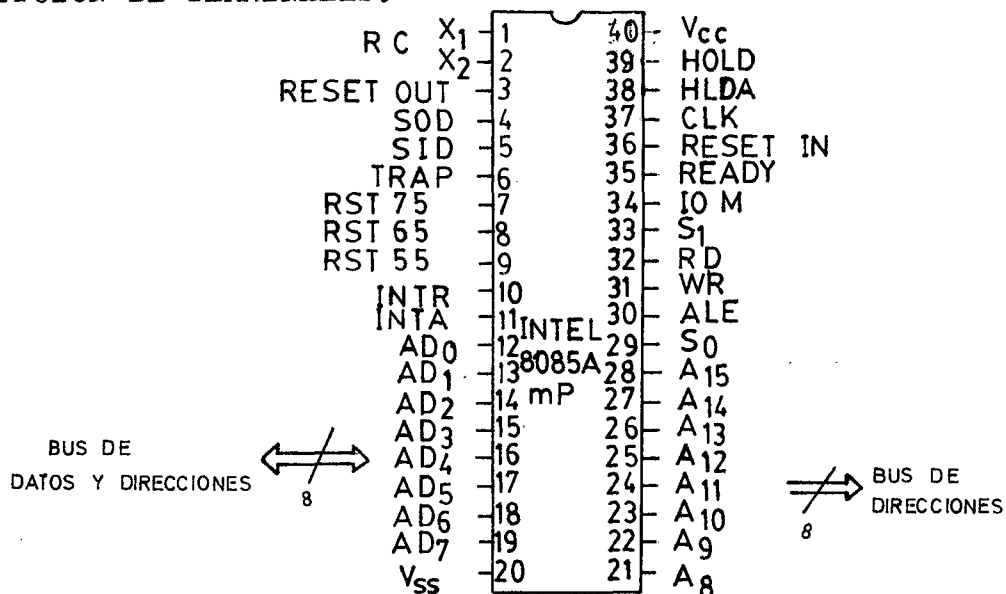 DE TERMINALES.
R C X1 1 40 Vcc
X2 2 39 HOLD
RESET OUT 3 38 HLDA
SOD 4 37 CLK
SID 5 36 RESET IN
TRAP 6 35 READY
RST 75 7 34 IO M
RST 65 8 33 S1
RST 55 9 32 RD
INTR 10 31 WR
INTA 11 30 ALE
INTEL
AD0 12 29 S0
8085A
AD1 13 28 A15
mP
AD2 14 27 A14
AD3 15 26 A13
AD4 16 25 A12
AD5 17 24 A11
AD6 18 23 A10
AD7 19 22 A9
Vss 20 21 A8
BUS DE
DATOS Y DIRECCIONES
8
BUS DE
DIRECCIONES
8